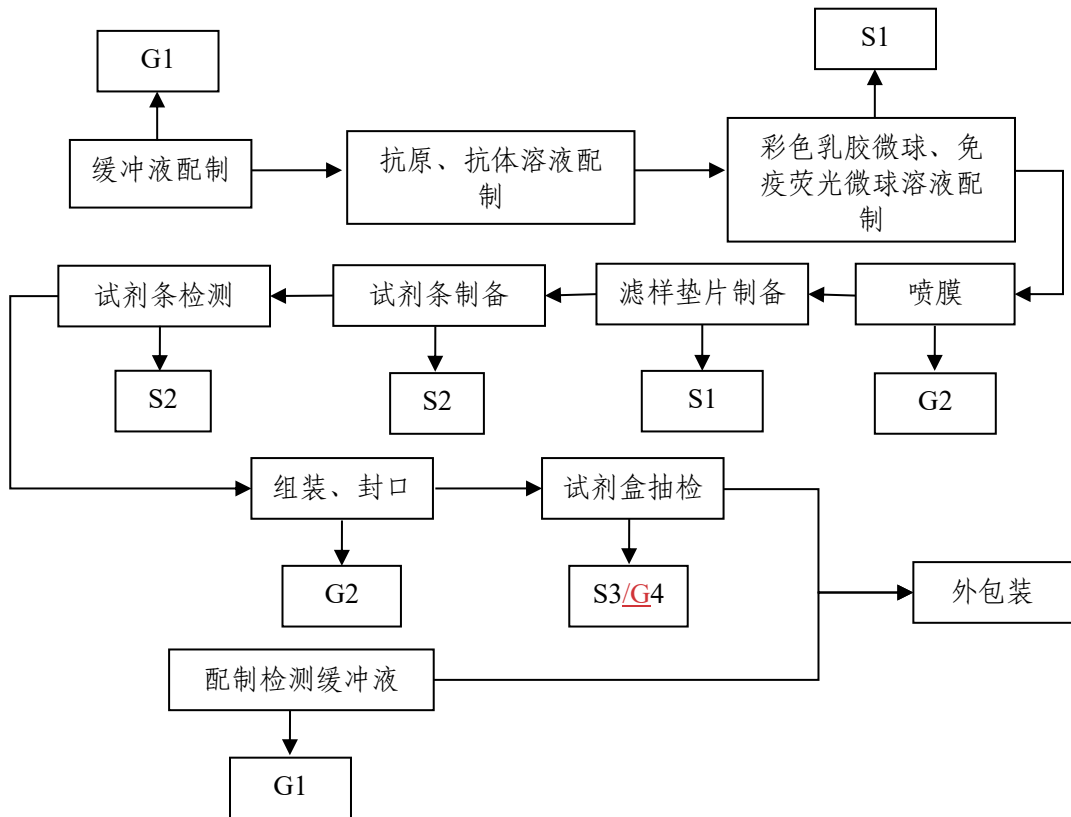 G1
S1
缓冲液配制
抗原、抗体溶液配
制
彩色乳胶微球、免
疫荧光微球溶液配
制
试剂条检测
试剂条制备
滤样垫片制备
喷膜
S2
S2
S1
G2
组装、封口
试剂盒抽检
G2
S3/G4
外包装
配制检测缓冲液
G1